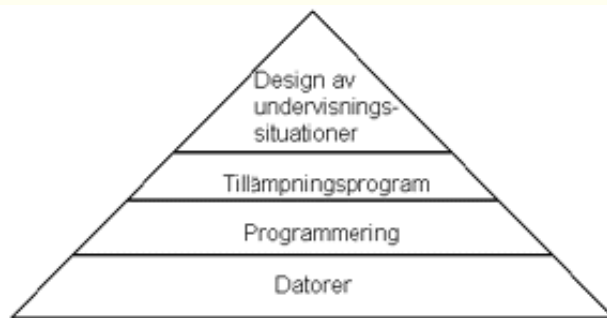 Design av
undervisnings-
situationer
Tillämpningsprogram
Programmering
Datorer